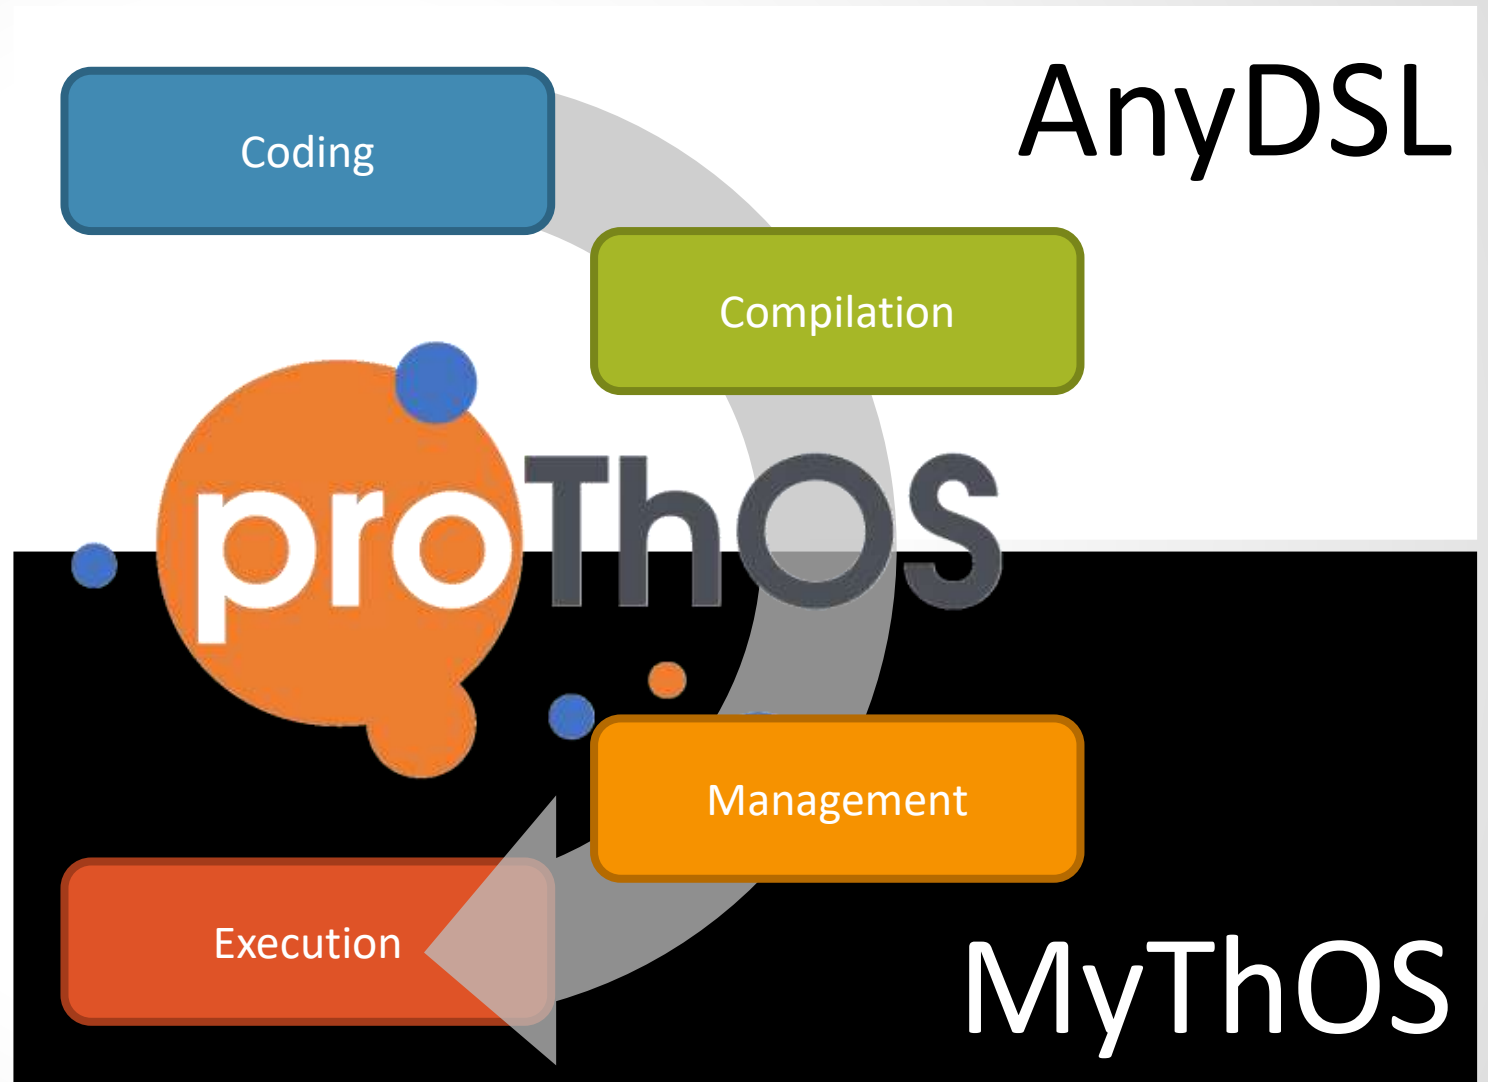 AnyDSL
Coding
Compilation
proThOS
Management
Execution
MyThOS